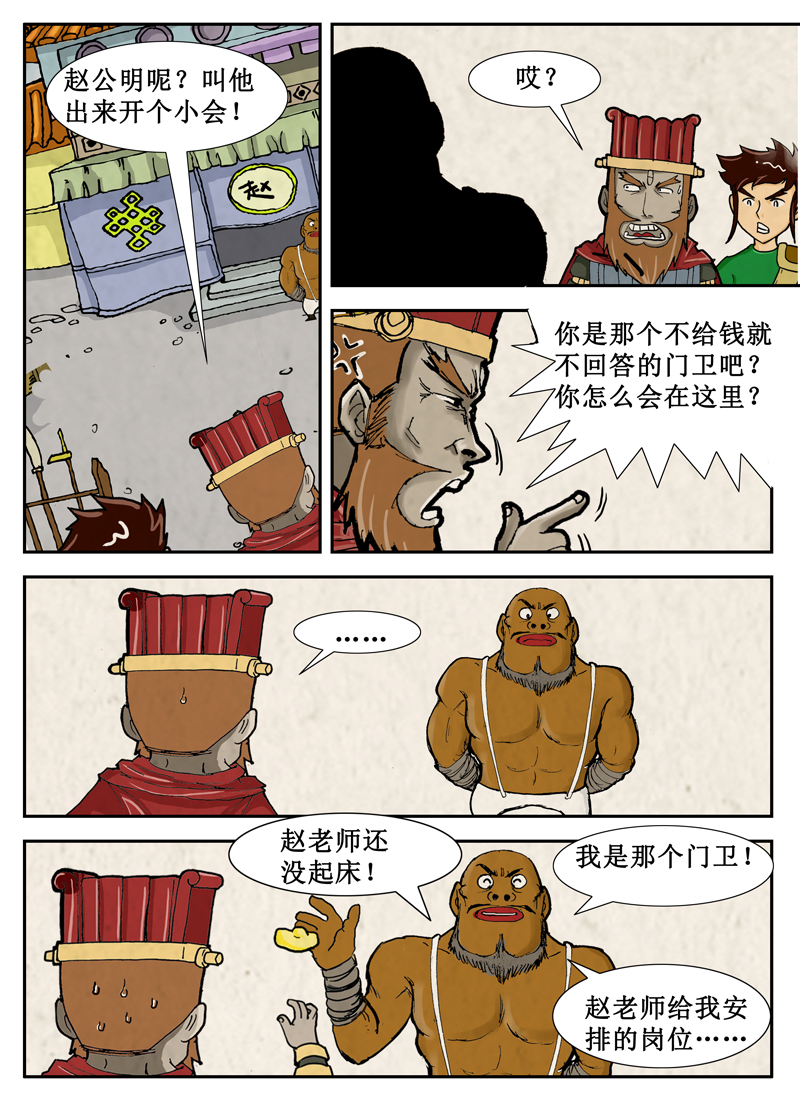 赵公明呢？叫他
出来开个小会！
赵
哎？
你是那个不给钱就
不回答的门卫吧？
你怎么会在这里？
……
赵老师还
没起床！
我是那个门卫！
赵老师给我安
排的岗位……